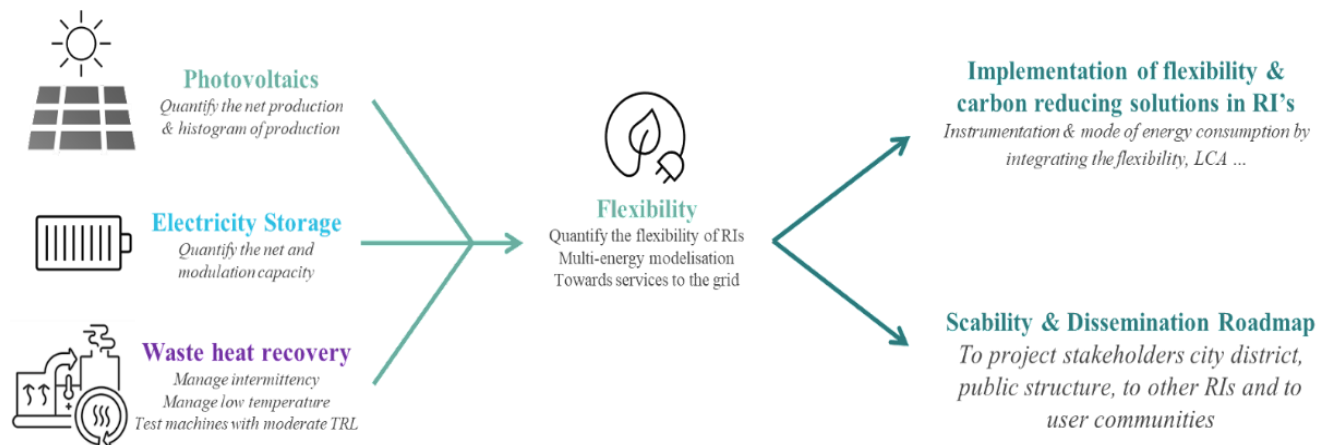 Photovoltaics
Quantify the net production
& histogram of production
Electricity Storage
Quantify the net and
modulation capacity
Waste heat recovery
Manage intermittency
Manage low temperature
Test machines with moderate TRL
Flexibility
Quantify the flexibility of RIs
Multi-energy modelisation
Towards services to the grid
Implementation of flexibility &
carbon reducing solutions in RI's
Instrumentation & mode of energy consumption by
integrating the flexibility, LCA ...
Scability & Dissemination Roadmap
To project stakeholders city district,
public structure, to other RIs and to
user communities